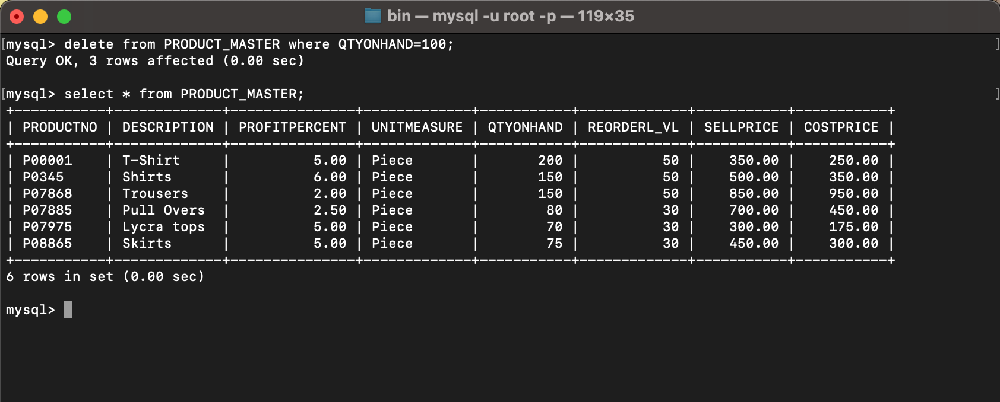 bin — mysql -u root -p — 119×35
[mysql> delete from PRODUCT_MASTER where QTYONHAND=100; ]
Query OK, 3 rows affected (0.00 sec)
[mysql> select * from PRODUCT_MASTER; ]
+-----------+-------------+---------------+-------------+-----------+-------------+-----------+-----------+
| PRODUCTNO | DESCRIPTION | PROFITPERCENT | UNITMEASURE | QTYONHAND | REORDERL_VL | SELLPRICE | COSTPRICE |
+-----------+-------------+---------------+-------------+-----------+-------------+-----------+-----------+
| P00001    | T-Shirt     |          5.00 | Piece       |       200 |          50 |    350.00 |    250.00 |
| P0345     | Shirts      |          6.00 | Piece       |       150 |          50 |    500.00 |    350.00 |
| P07868    | Trousers    |          2.00 | Piece       |       150 |          50 |    850.00 |    950.00 |
| P07885    | Pull Overs  |          2.50 | Piece       |        80 |          30 |    700.00 |    450.00 |
| P07975    | Lycra tops  |          5.00 | Piece       |        70 |          30 |    300.00 |    175.00 |
| P08865    | Skirts      |          5.00 | Piece       |        75 |          30 |    450.00 |    300.00 |
+-----------+-------------+---------------+-------------+-----------+-------------+-----------+-----------+
6 rows in set (0.00 sec)
mysql>